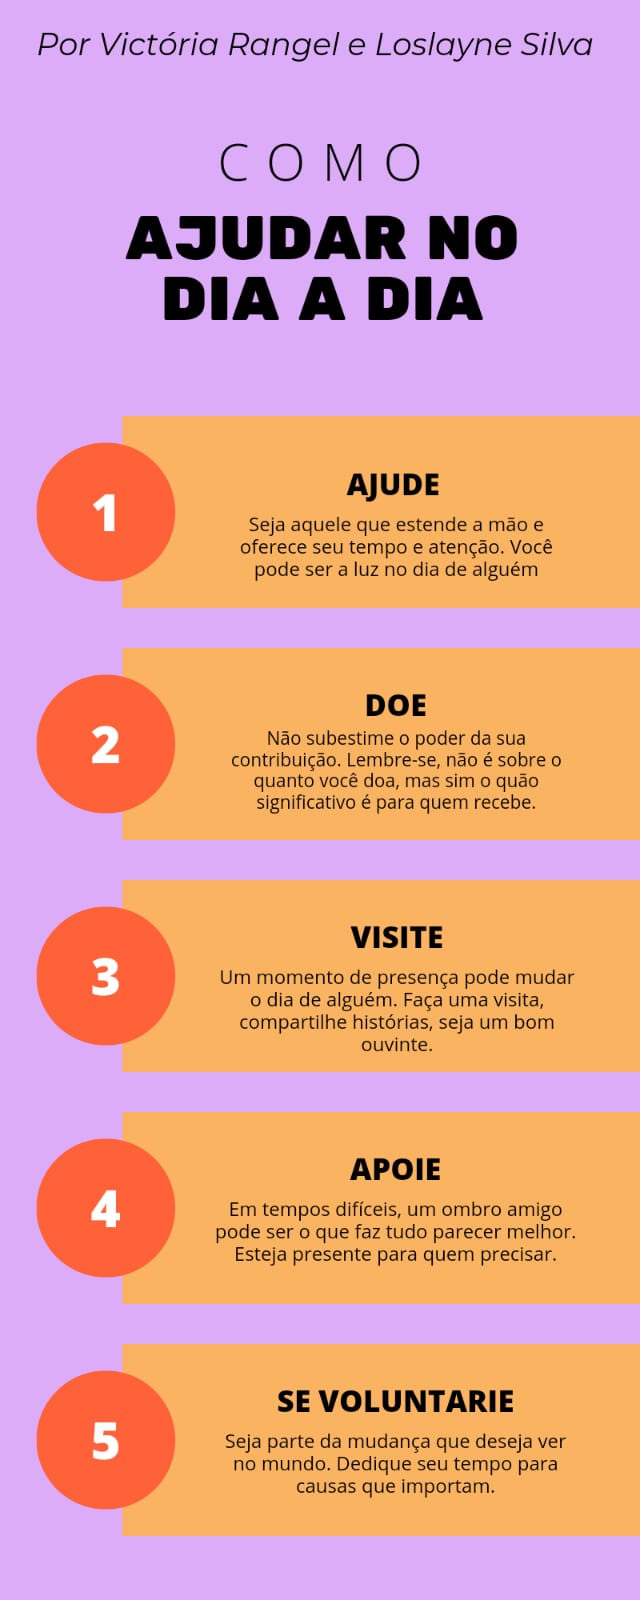 Por Victória Rangel e Loslayne Silva
COMO
AJUDAR NO
DIA A DIA
1
AJUDE
Seja aquele que estende a mão e
oferece seu tempo e atenção. Você
pode ser a luz no dia de alguém
2
DOE
Não subestime o poder da sua
contribuição. Lembre-se, não é sobre o
quanto você doa, mas sim o quão
significativo é para quem recebe.
3
VISITE
Um momento de presença pode mudar
o dia de alguém. Faça uma visita,
compartilhe histórias, seja um bom
ouvinte.
4
APOIE
Em tempos difíceis, um ombro amigo
pode ser o que faz tudo parecer melhor.
Esteja presente para quem precisar.
5
SE VOLUNTARIE
Seja parte da mudança que deseja ver
no mundo. Dedique seu tempo para
causas que importam.